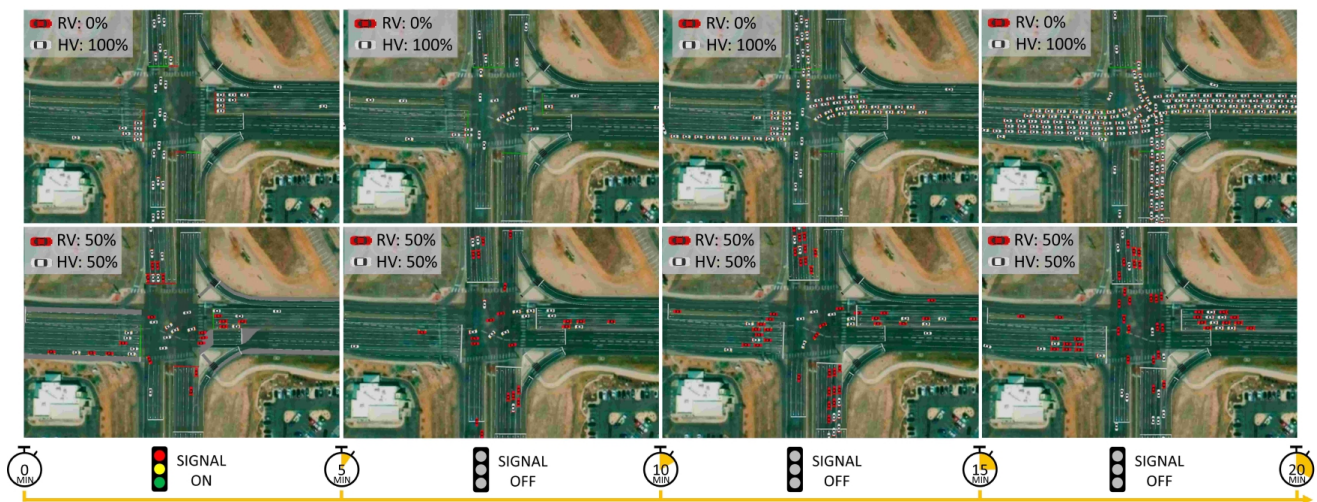 RV: 0%
HV: 100%
RV: 0%
HV: 100%
RV: 0%
HV: 100%
RV: 0%
HV: 100%
RV: 50%
HV: 50%
RV: 50%
HV: 50%
RV: 50%
HV: 50%
RV: 50%
HV: 50%
0
MIN
SIGNAL
ON
5
MIN
SIGNAL
OFF
10
MIN
SIGNAL
OFF
15
MIN
SIGNAL
OFF
20
MIN